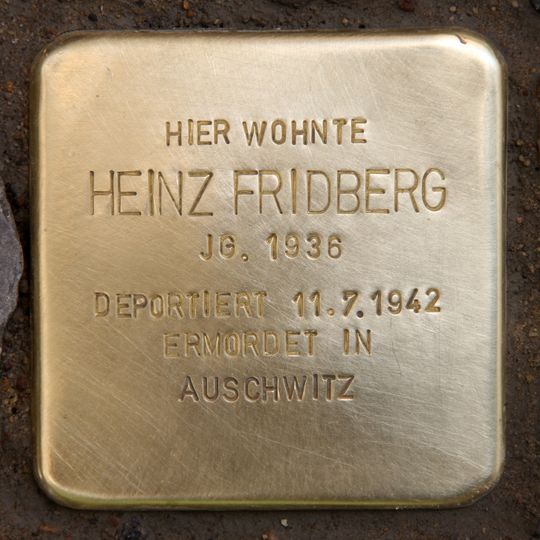 HIER WOHNTE
HEINZ FRIDBERG
JG. 1936
DEPORTIERT 11.7.1942
ERMORDET IN
AUSCHWITZ